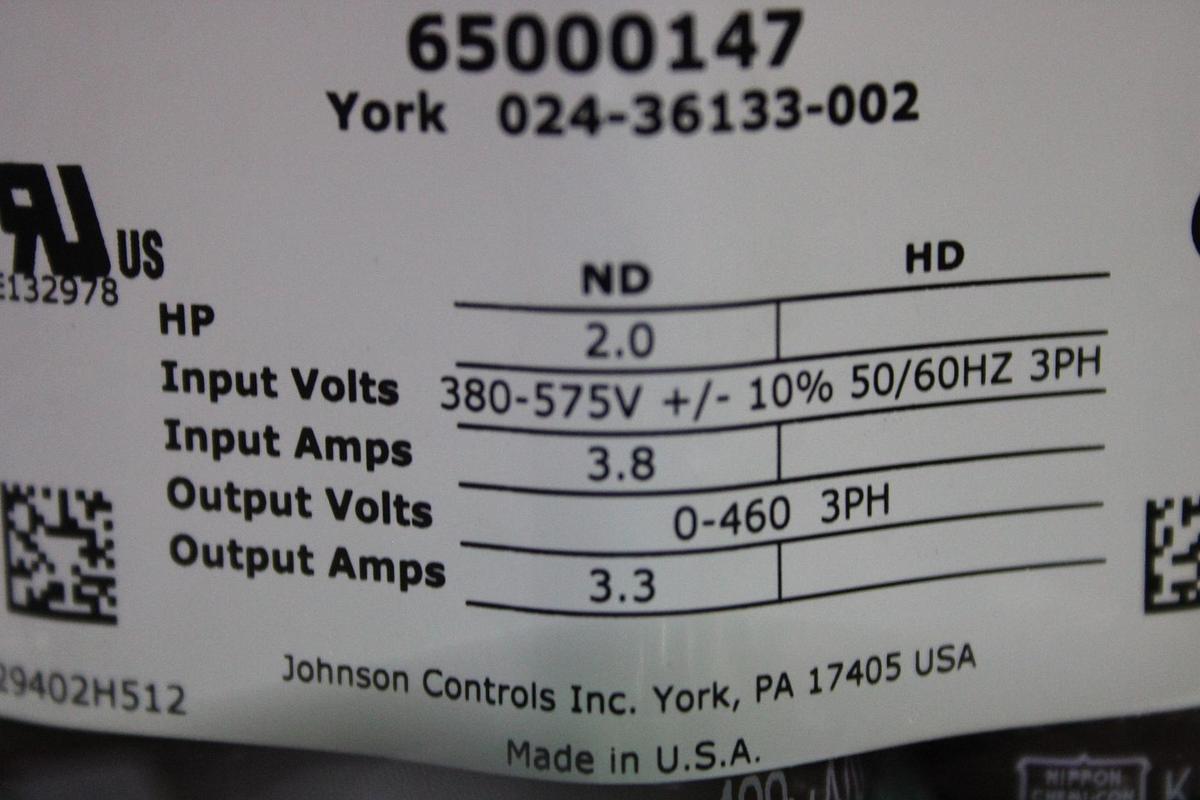 65000147
York 024-36133-002
US
E132978
ND HD
HP 2.0
Input Volts 380-575V +/- 10% 50/60HZ 3PH
Input Amps 3.8
Output Volts 0-460 3PH
Output Amps 3.3
29402H512
Johnson Controls Inc. York, PA 17405 USA
Made in U.S.A.
NIPPON
CHEMI-CON
K